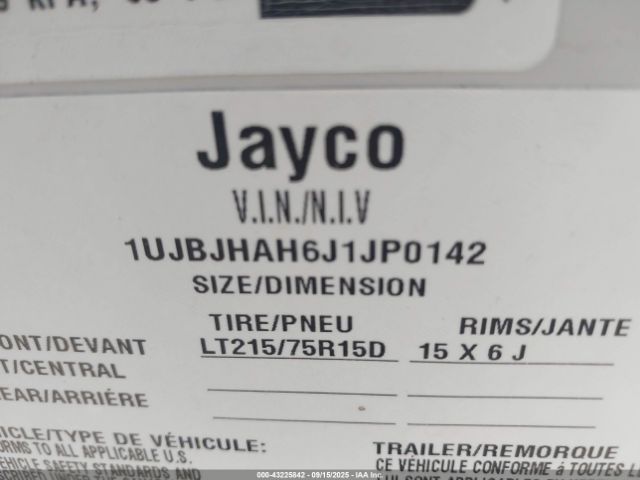 Jayco
V.I.N./N.I.V
1UJBJHAH6J1JP0142
SIZE/DIMENSION
TIRE/PNEU RIMS/JANTE
ONT/DEVANT LT215/75R15D 15 X 6 J
T/CENTRAL
EAR/ARRIÈRE
ICLE/TYPE DE VÉHICULE: TRAILER/REMORQUE
ORMS TO ALL APPLICABLE U.S. CE VÉHICULE CONFORME á TOUTES L
VEHICLE SAFETY STANDARDS AND
000-43225842 - 09/15/2025 - IAA Inc.